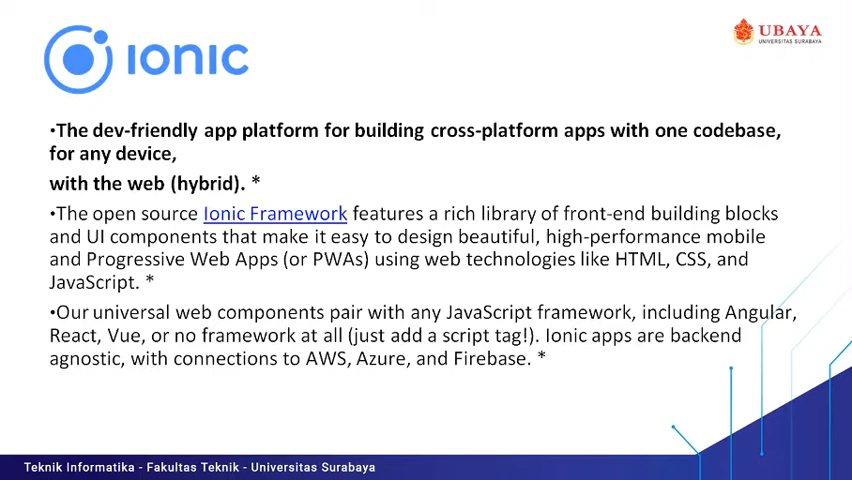 IONIC
UBAYA
UNIVERSITAS SURABAYA
•The dev-friendly app platform for building cross-platform apps with one codebase,
for any device,
with the web (hybrid). *
•The open source Ionic Framework features a rich library of front-end building blocks
and UI components that make it easy to design beautiful, high-performance mobile
and Progressive Web Apps (or PWAs) using web technologies like HTML, CSS, and
JavaScript. *
•Our universal web components pair with any JavaScript framework, including Angular,
React, Vue, or no framework at all (just add a script tag!). Ionic apps are backend
agnostic, with connections to AWS, Azure, and Firebase. *
Teknik Informatika - Fakultas Teknik - Universitas Surabaya